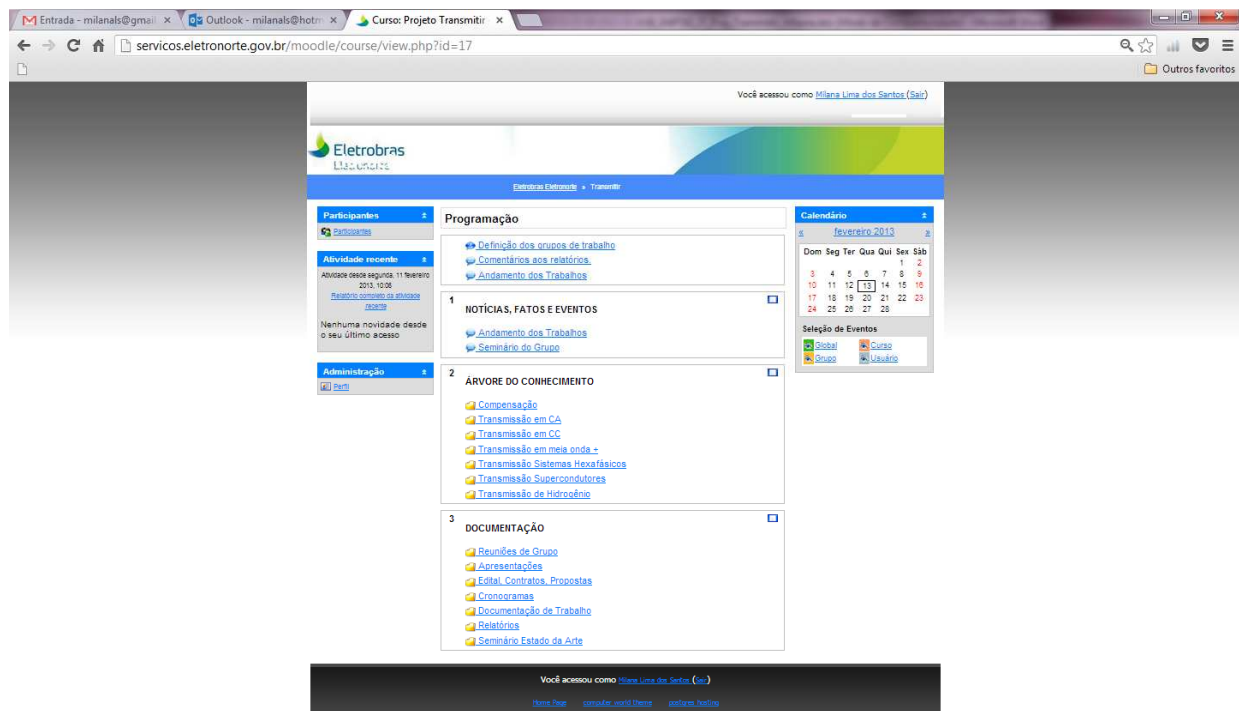 Entrada - milanals@gmail
Outlook - milanals@hotm
Curso: Projeto Transmitir
servicos.eletronorte.gov.br/moodle/course/view.php?id=17
Outros favoritos
Você acessou como Milana Lima dos Santos (Sair)
Eletrobras
Eletrobras Eletronorte » Transmitir
Participantes
Participantes
Atividade recente
Atividade desde segunda, 11 fevereiro
2013, 10:06
Relatório completo da atividade
recente
Nenhuma novidade desde
o seu último acesso
Administração
Perfil
Programação
Definição dos grupos de trabalho
Comentários aos relatórios.
Andamento dos Trabalhos
1
NOTÍCIAS, FATOS E EVENTOS
Andamento dos Trabalhos
Seminário do Grupo
2
ÁRVORE DO CONHECIMENTO
Compensação
Transmissão em CA
Transmissão em CC
Transmissão em meia onda +
Transmissão Sistemas Hexafásicos
Transmissão Supercondutores
Transmissão de Hidrogênio
3
DOCUMENTAÇÃO
Reuniões de Grupo
Apresentações
Edital, Contratos, Propostas
Cronogramas
Documentação de Trabalho
Relatórios
Seminário Estado da Arte
Calendário
« fevereiro 2013 »
Dom Seg Ter Qua Qui Sex Sáb
1 2
3 4 5 6 7 8 9
10 11 12 13 14 15 16
17 18 19 20 21 22 23
24 25 26 27 28
Seleção de Eventos
Global Curso
Grupo Usuário
Você acessou como Milana Lima dos Santos (Sair)
Home Page computer world theme postgres hosting